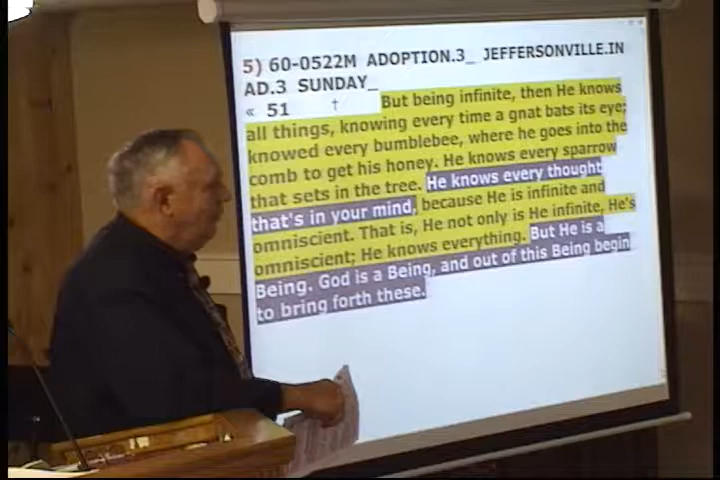 5) 60-0522M ADOPTION.3_ JEFFERSONVILLE.IN
AD.3 SUNDAY_
« 51 † But being infinite, then He knows
all things, knowing every time a gnat bats its eye;
knowed every bumblebee, where he goes into the
comb to get his honey. He knows every sparrow
that sets in the tree. He knows every thought
that's in your mind, because He is infinite and
omniscient. That is, He not only is He infinite, He's
omniscient; He knows everything. But He is a
Being. God is a Being, and out of this Being begin
to bring forth these.